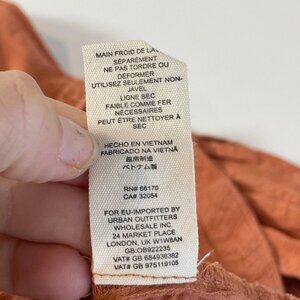 MAIN FROID DE LA
SÉPARÉMENT
NE PAS TORDRE OU
DÉFORMER
UTILISEZ SEULEMENT NON-
JAVEL
LIGNE SEC
FAIBLE COMME FER
NÉCESSAIRES
PEUT ÊTRE NETTOYER À
SEC
HECHO EN VIETNAM
FABRICADO NA VIETNÃ
越南製造
ベトナム製
RN# 66170
CA# 32054
FOR EU-IMPORTED BY
URBAN OUTFITTERS
WHOLESALE INC.
24 MARKET PLACE
LONDON, UK W1W8AN
GB:OB922235
VAT# GB 684936382
VAT# GB 975119105